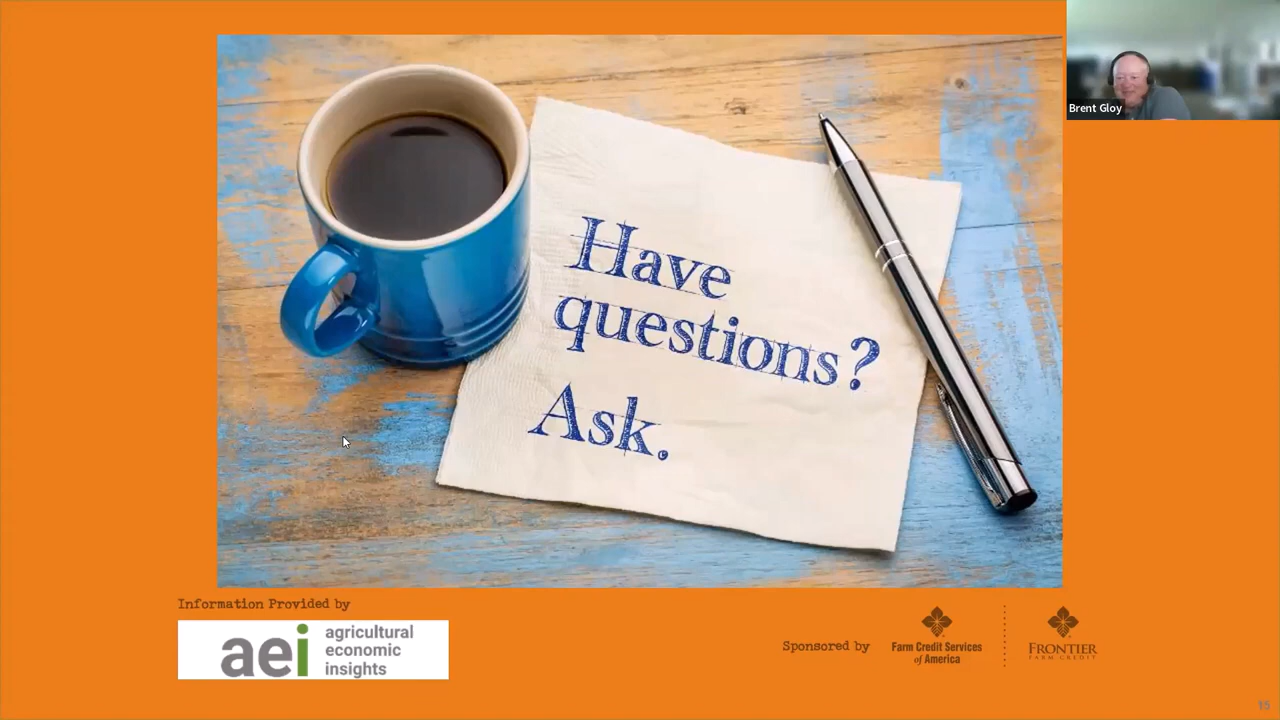 Brent Gloy
Have
questions?
Ask.
Information Provided by
aei agricultural
economic
insights
Sponsored by
Farm Credit Services
of America
FRONTIER
FARM CREDIT
15